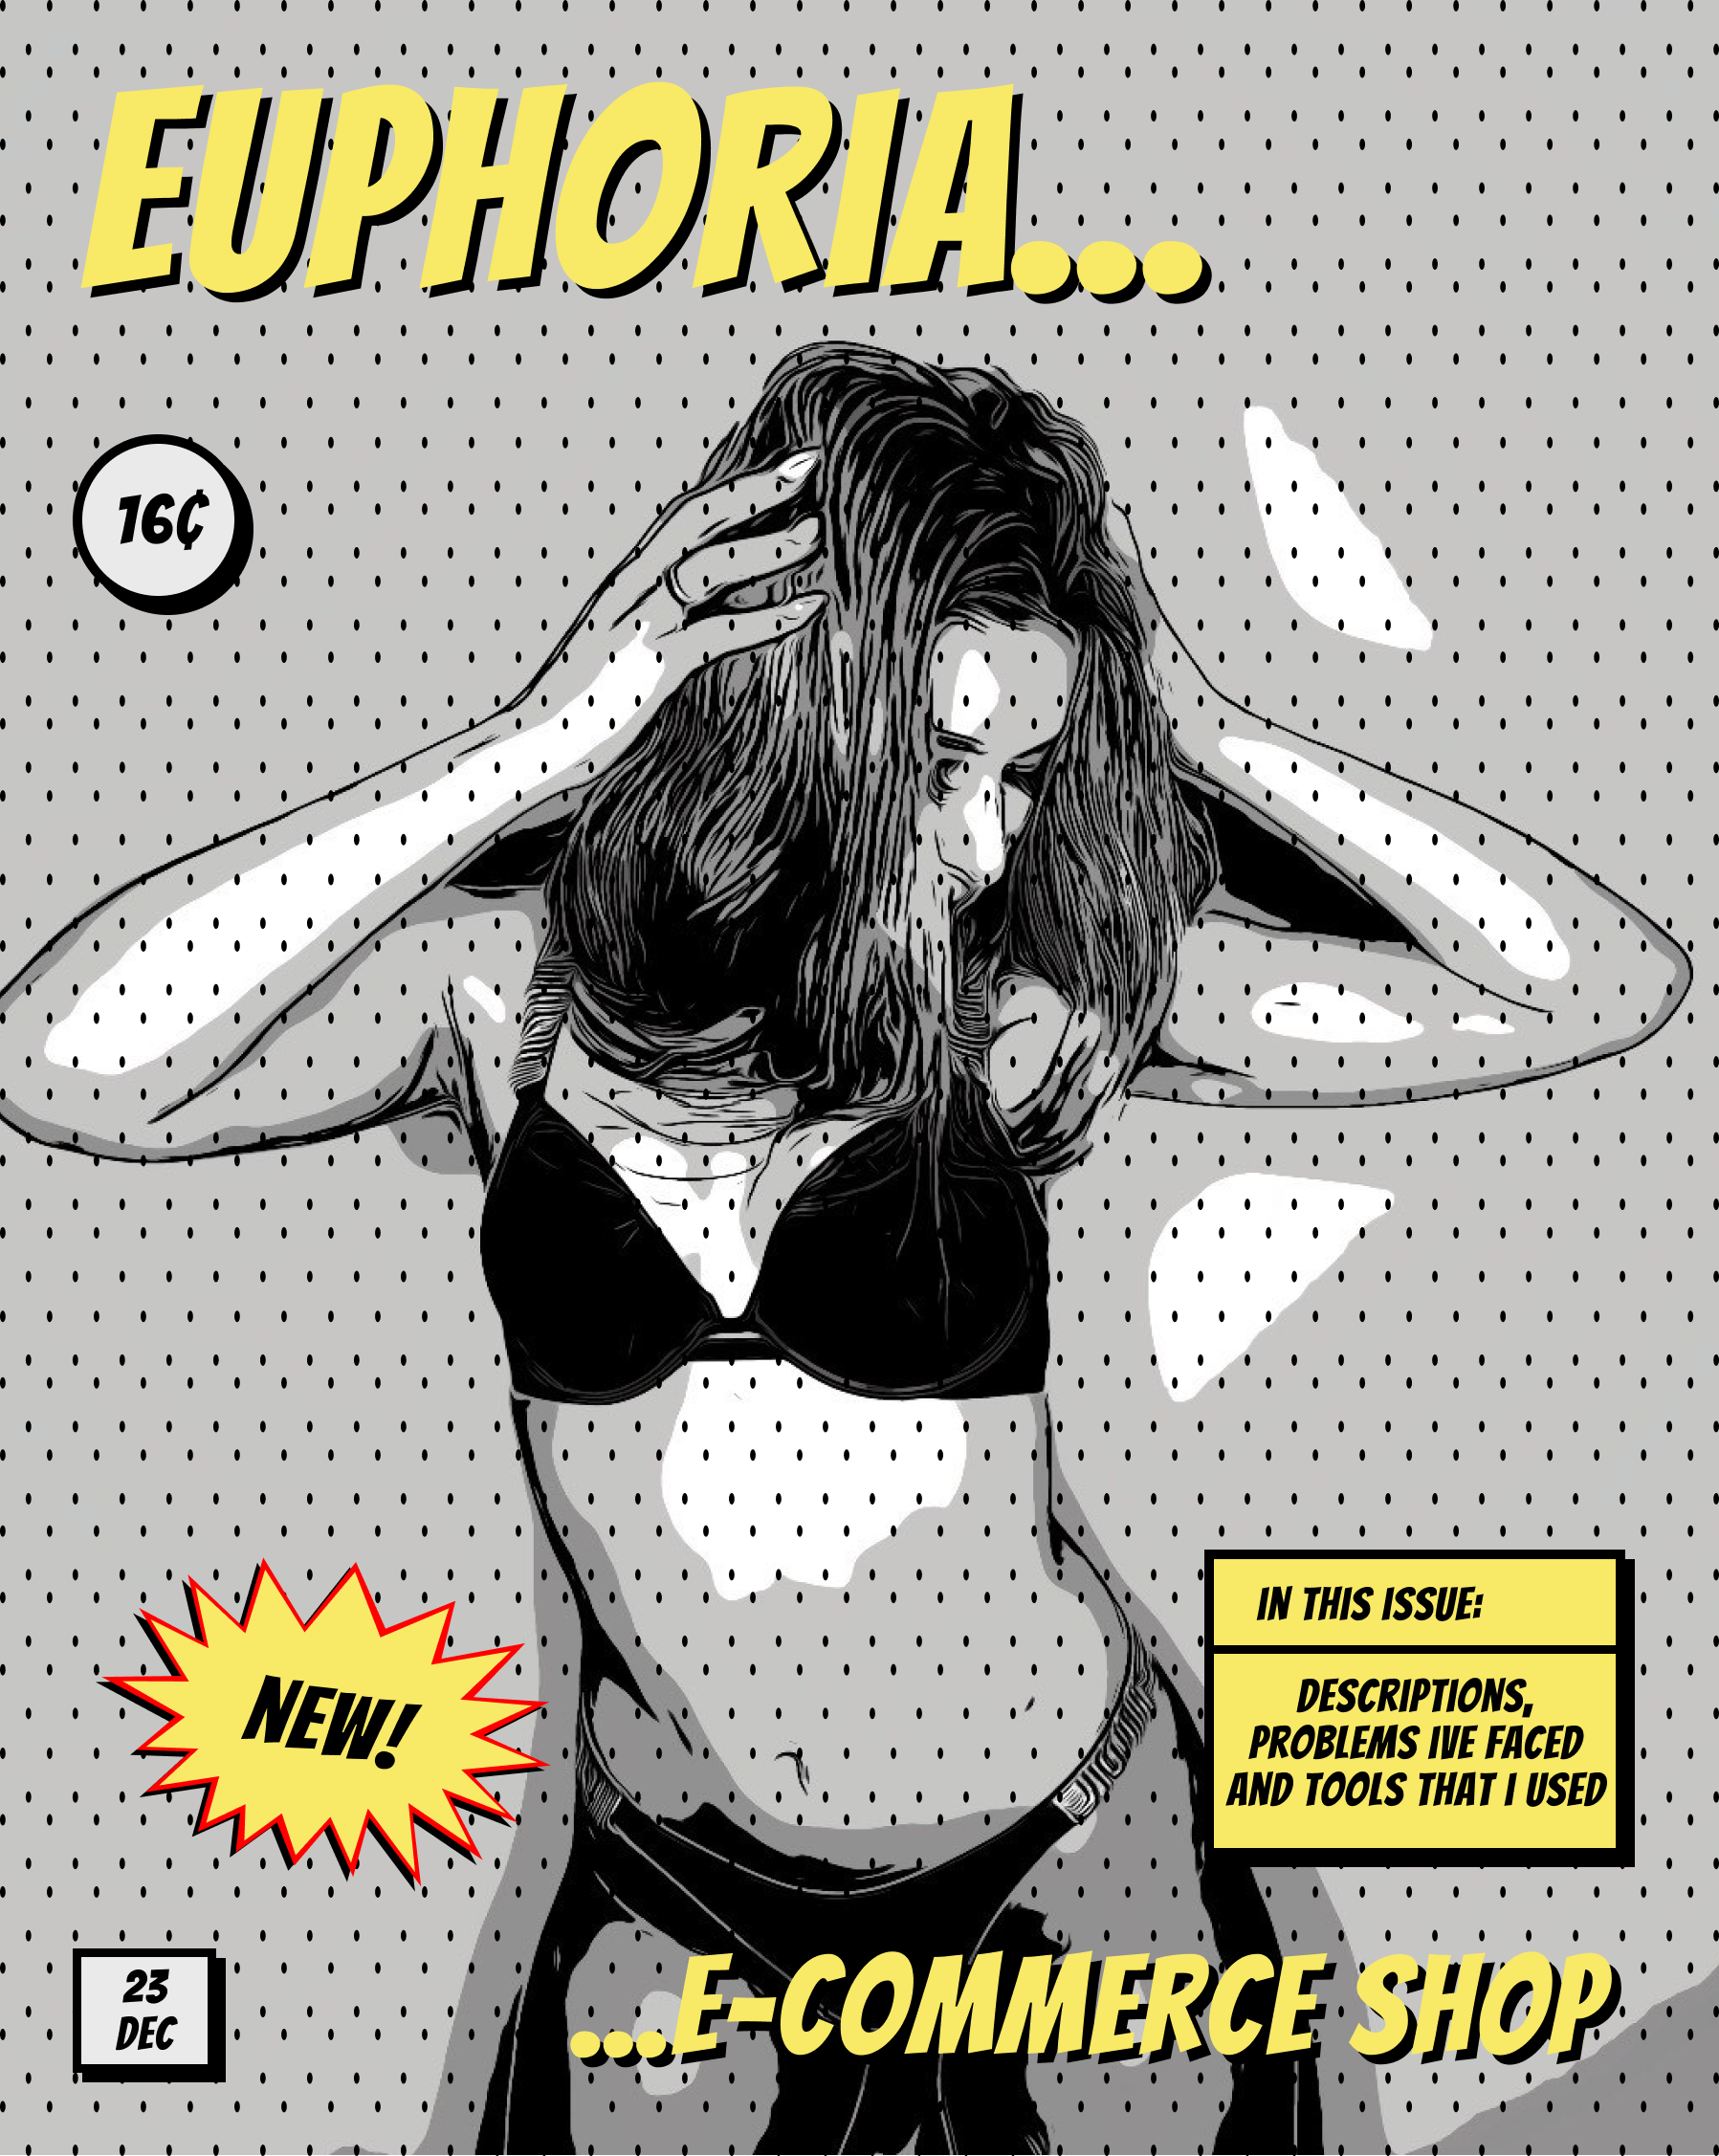 EUPHORIA...
16¢
NEW!
IN THIS ISSUE:
DESCRIPTIONS,
PROBLEMS IVE FACED
AND TOOLS THAT I USED
23
DEC
...E-COMMERCE SHOP